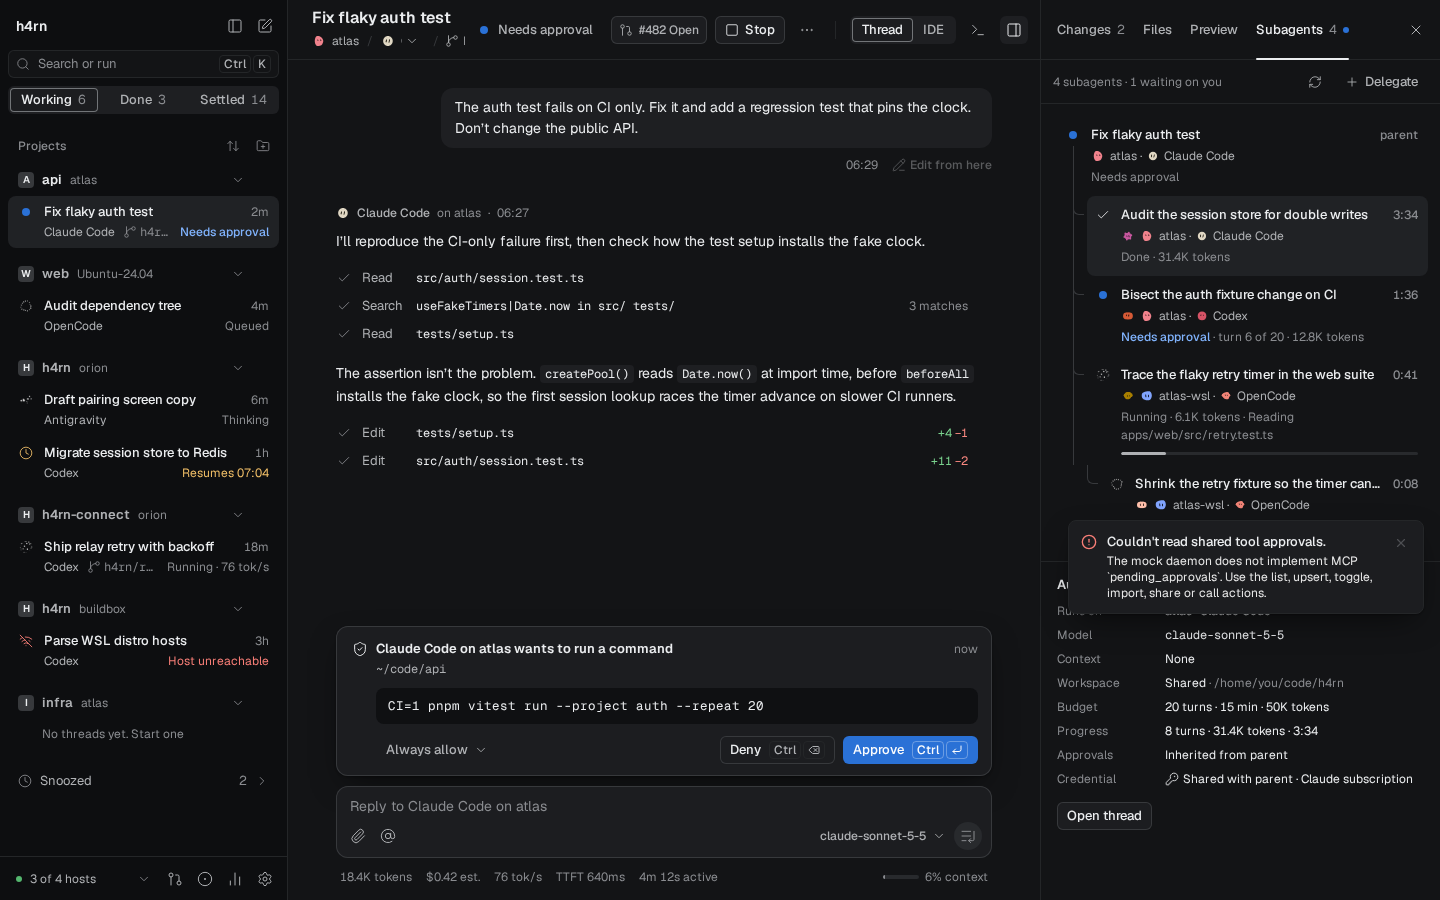 h4rn
Search or run Ctrl K
Working 6 Done 3 Settled 14
Projects
A api atlas
Fix flaky auth test 2m
Claude Code h4r… Needs approval
W web Ubuntu-24.04
Audit dependency tree 4m
OpenCode Queued
H h4rn orion
Draft pairing screen copy 6m
Antigravity Thinking
Migrate session store to Redis 1h
Codex Resumes 07:04
H h4rn-connect orion
Ship relay retry with backoff 18m
Codex h4rn/r… Running · 76 tok/s
H h4rn buildbox
Parse WSL distro hosts 3h
Codex Host unreachable
I infra atlas
No threads yet. Start one
Snoozed 2
3 of 4 hosts
Fix flaky auth test
atlas / /
Needs approval
#482 Open
Stop
Thread IDE
The auth test fails on CI only. Fix it and add a regression test that pins the clock.
Don't change the public API.
06:29 Edit from here
Claude Code on atlas · 06:27
I'll reproduce the CI-only failure first, then check how the test setup installs the fake clock.
Read src/auth/session.test.ts
Search useFakeTimers|Date.now in src/ tests/ 3 matches
Read tests/setup.ts
The assertion isn't the problem. createPool() reads Date.now() at import time, before beforeAll
installs the fake clock, so the first session lookup races the timer advance on slower CI runners.
Edit tests/setup.ts +4 −1
Edit src/auth/session.test.ts +11 −2
Claude Code on atlas wants to run a command now
~/code/api
CI=1 pnpm vitest run --project auth --repeat 20
Always allow Deny Ctrl Approve Ctrl
Reply to Claude Code on atlas
claude-sonnet-5-5
18.4K tokens $0.42 est. 76 tok/s TTFT 640ms 4m 12s active 6% context
Changes 2 Files Preview Subagents 4
4 subagents · 1 waiting on you Delegate
Fix flaky auth test parent
atlas · Claude Code
Needs approval
Audit the session store for double writes 3:34
atlas · Claude Code
Done · 31.4K tokens
Bisect the auth fixture change on CI 1:36
atlas · Codex
Needs approval · turn 6 of 20 · 12.8K tokens
Trace the flaky retry timer in the web suite 0:41
atlas-wsl · OpenCode
Running · 6.1K tokens · Reading
apps/web/src/retry.test.ts
Shrink the retry fixture so the timer can… 0:08
atlas-wsl · OpenCode
Couldn't read shared tool approvals.
The mock daemon does not implement MCP
`pending_approvals`. Use the list, upsert, toggle,
import, share or call actions.
Model claude-sonnet-5-5
Context None
Workspace Shared · /home/you/code/h4rn
Budget 20 turns · 15 min · 50K tokens
Progress 8 turns · 31.4K tokens · 3:34
Approvals Inherited from parent
Credential Shared with parent · Claude subscription
Open thread